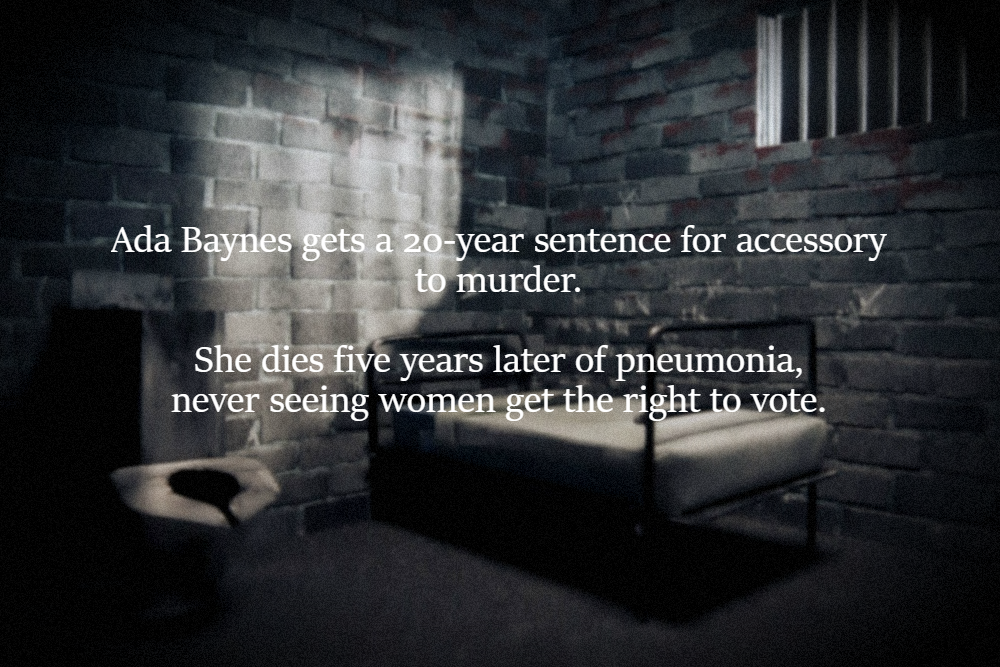 Ada Baynes gets a 20-year sentence for accessory
to murder.
She dies five years later of pneumonia,
never seeing women get the right to vote.